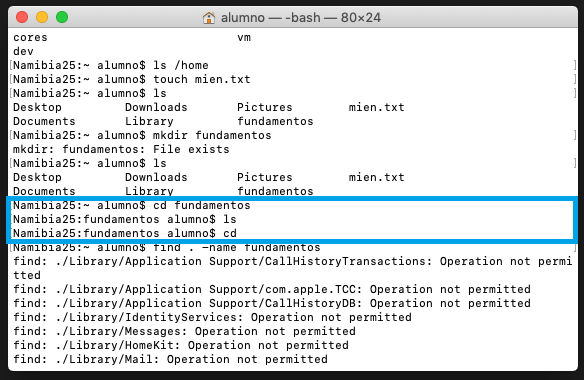 alumno — -bash — 80×24
cores vm
dev
[Namibia25:~ alumno$ ls /home ]
[Namibia25:~ alumno$ touch mien.txt ]
[Namibia25:~ alumno$ ls ]
Desktop Downloads Pictures mien.txt
Documents Library fundamentos
[Namibia25:~ alumno$ mkdir fundamentos ]
mkdir: fundamentos: File exists
[Namibia25:~ alumno$ ls ]
Desktop Downloads Pictures mien.txt
Documents Library fundamentos
[Namibia25:~ alumno$ cd fundamentos
Namibia25:fundamentos alumno$ ls
Namibia25:fundamentos alumno$ cd
[Namibia25:~ alumno$ find . -name fundamentos ]
find: ./Library/Application Support/CallHistoryTransactions: Operation not permi
tted
find: ./Library/Application Support/com.apple.TCC: Operation not permitted
find: ./Library/Application Support/CallHistoryDB: Operation not permitted
find: ./Library/IdentityServices: Operation not permitted
find: ./Library/Messages: Operation not permitted
find: ./Library/HomeKit: Operation not permitted
find: ./Library/Mail: Operation not permitted